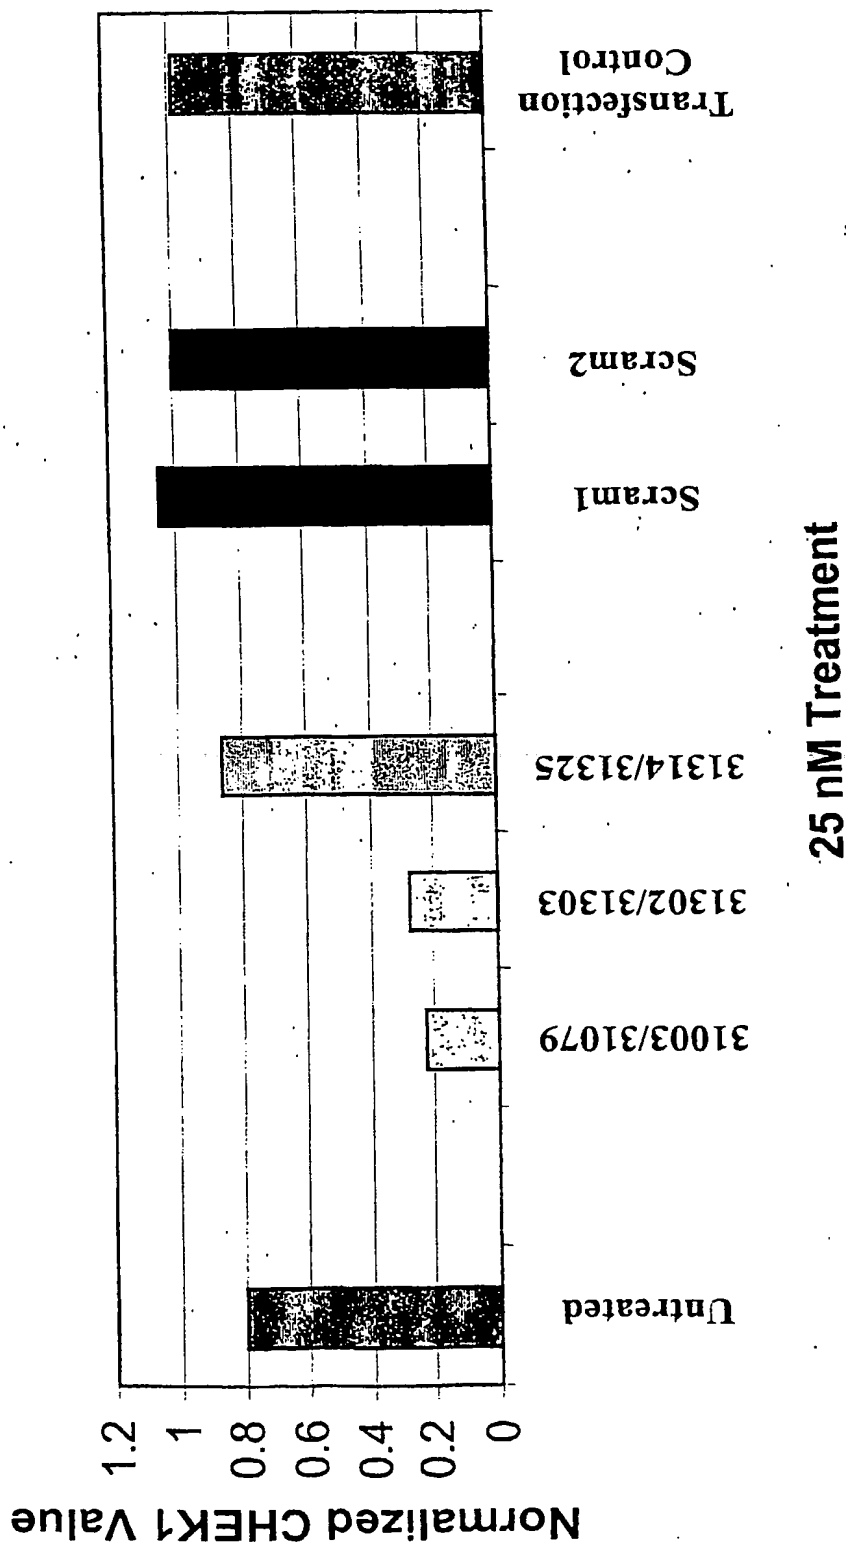 Normalized CHEK1 Value
1.2
1
0.8
0.6
0.4
0.2
0
Untreated
31003/31079
31302/31303
31314/31325
Scram1
Scram2
Transfection
Control
25 nM Treatment